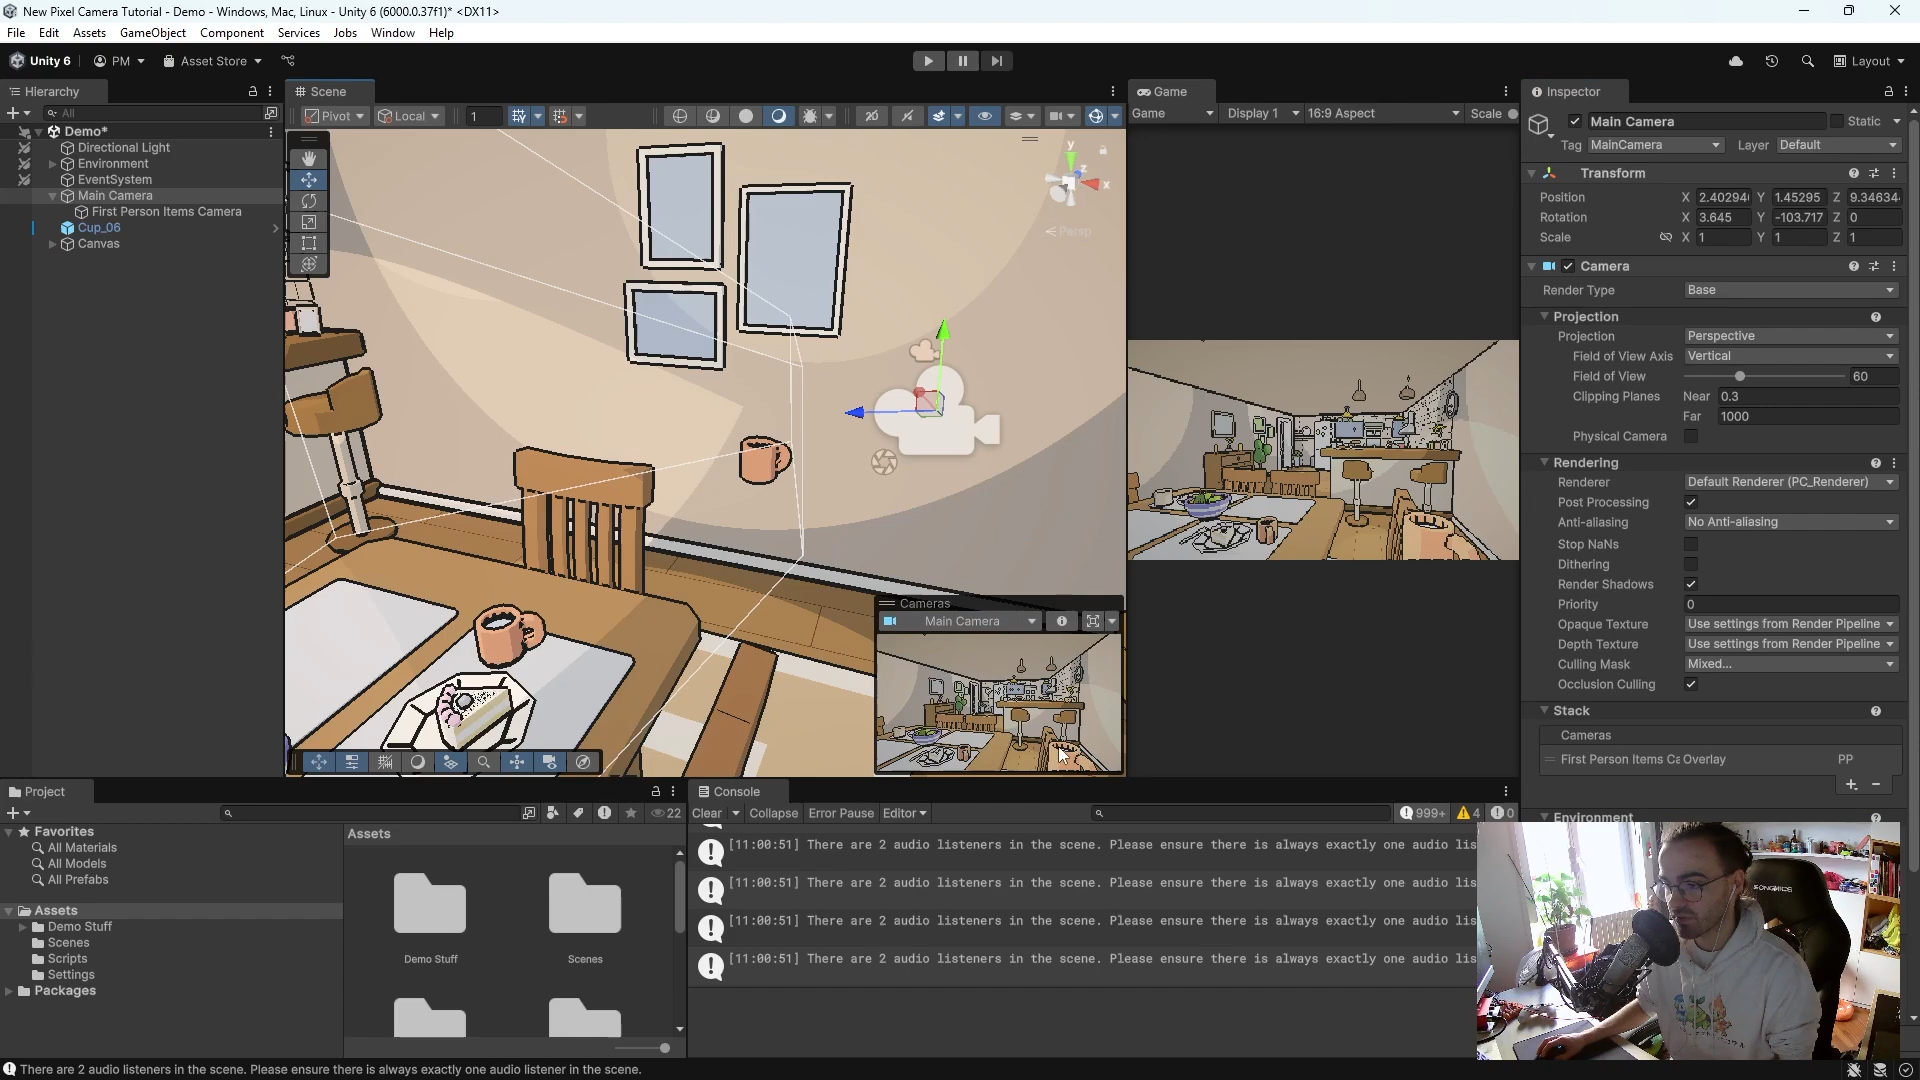 New Pixel Camera Tutorial - Demo - Windows, Mac, Linux - Unity 6 (6000.0.37f1)* <DX11>
File Edit Assets GameObject Component Services Jobs Window Help
Unity 6 PM Asset Store Layout
Hierarchy
All
Demo*
Directional Light
Environment
EventSystem
Main Camera
First Person Items Camera
Cup_06
Canvas
Scene
Pivot Local 1
y
z
x
Persp
Cameras
Main Camera
Game
Game Display 1 16:9 Aspect Scale
Inspector
Main Camera Static
Tag MainCamera Layer Default
Transform
Position X 2.40294 Y 1.45295 Z 9.34634
Rotation X 3.645 Y -103.717 Z 0
Scale X 1 Y 1 Z 1
Camera
Render Type Base
Projection
Projection Perspective
Field of View Axis Vertical
Field of View 60
Clipping Planes Near 0.3
Far 1000
Physical Camera
Rendering
Renderer Default Renderer (PC_Renderer)
Post Processing
Anti-aliasing No Anti-aliasing
Stop NaNs
Dithering
Render Shadows
Priority 0
Opaque Texture Use settings from Render Pipeline
Depth Texture Use settings from Render Pipeline
Culling Mask Mixed...
Occlusion Culling
Stack
Cameras
First Person Items Ca Overlay PP
Environment
Project
22
Favorites
All Materials
All Models
All Prefabs
Assets
Demo Stuff
Scenes
Scripts
Settings
Packages
Assets
Demo Stuff Scenes
Console
Clear Collapse Error Pause Editor 999+ 4 0
[11:00:51] There are 2 audio listeners in the scene. Please ensure there is always exactly one audio lis
[11:00:51] There are 2 audio listeners in the scene. Please ensure there is always exactly one audio lis
[11:00:51] There are 2 audio listeners in the scene. Please ensure there is always exactly one audio lis
[11:00:51] There are 2 audio listeners in the scene. Please ensure there is always exactly one audio lis
SONGMICS
There are 2 audio listeners in the scene. Please ensure there is always exactly one audio listener in the scene.